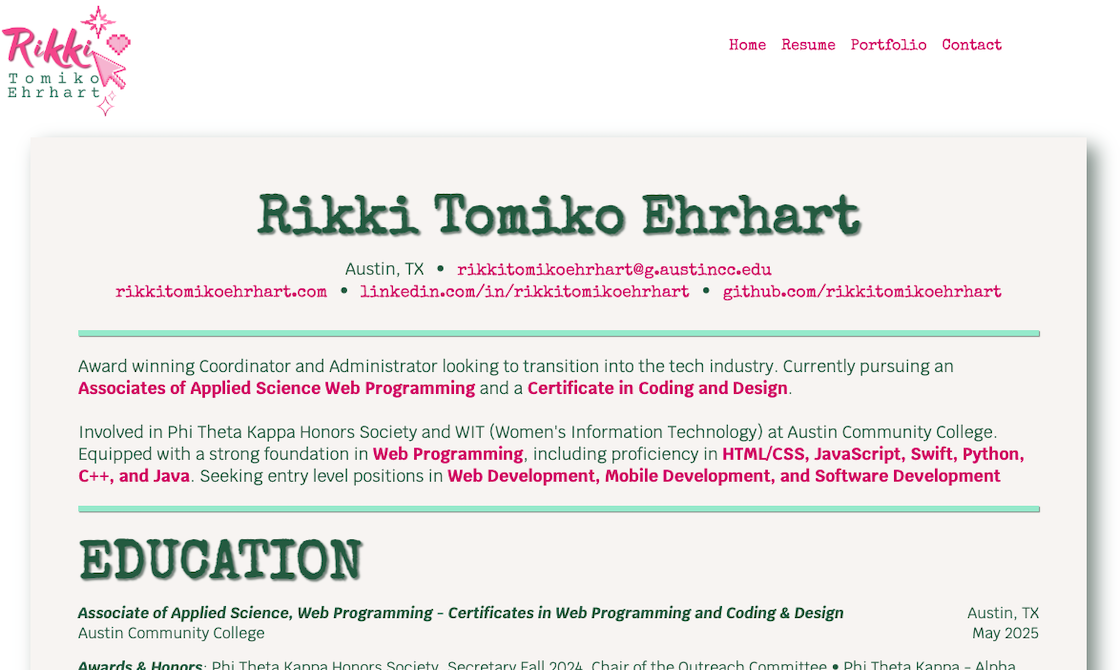 Rikki
Tomiko
Ehrhart
Home Resume Portfolio Contact
Rikki Tomiko Ehrhart
Austin, TX • rikkitomikoehrhart@g.austincc.edu
rikkitomikoehrhart.com • linkedin.com/in/rikkitomikoehrhart • github.com/rikkitomikoehrhart
Award winning Coordinator and Administrator looking to transition into the tech industry. Currently pursuing an
Associates of Applied Science Web Programming and a Certificate in Coding and Design.
Involved in Phi Theta Kappa Honors Society and WIT (Women's Information Technology) at Austin Community College.
Equipped with a strong foundation in Web Programming, including proficiency in HTML/CSS, JavaScript, Swift, Python,
C++, and Java. Seeking entry level positions in Web Development, Mobile Development, and Software Development
EDUCATION
Associate of Applied Science, Web Programming - Certificates in Web Programming and Coding & Design Austin, TX
Austin Community College May 2025
Awards & Honors: Phi Theta Kappa Honors Society, Secretary Fall 2024, Chair of the Outreach Committee • Phi Theta Kappa - Alpha